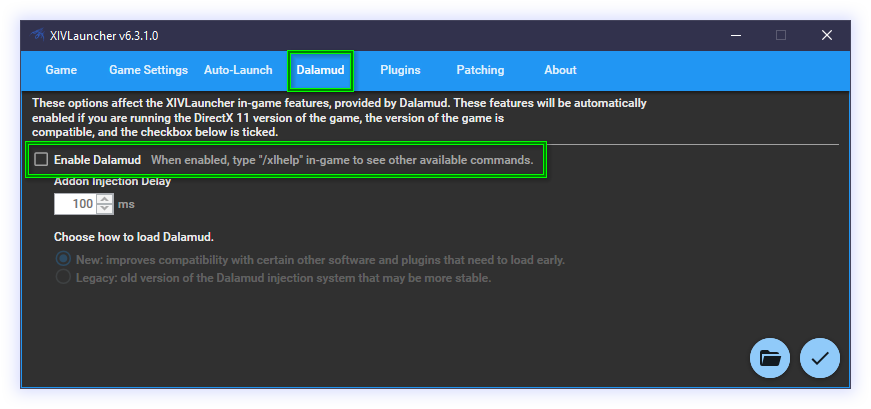 XIVLauncher v6.3.1.0
Game Game Settings Auto-Launch Dalamud Plugins Patching About
These options affect the XIVLauncher in-game features, provided by Dalamud. These features will be automatically
enabled if you are running the DirectX 11 version of the game, the version of the game is
compatible, and the checkbox below is ticked.
Enable Dalamud When enabled, type "/xlhelp" in-game to see other available commands.
Addon Injection Delay
100 ms
Choose how to load Dalamud.
New: improves compatibility with certain other software and plugins that need to load early.
Legacy: old version of the Dalamud injection system that may be more stable.